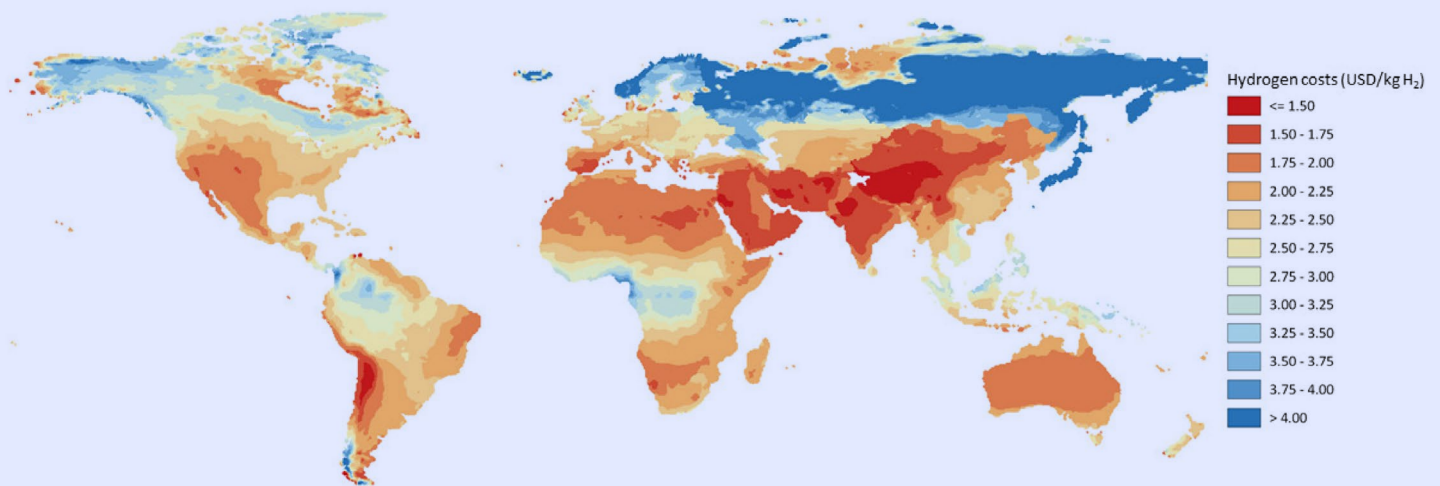 Hydrogen costs (USD/kg H₂)
<= 1.50
1.50 - 1.75
1.75 - 2.00
2.00 - 2.25
2.25 - 2.50
2.50 - 2.75
2.75 - 3.00
3.00 - 3.25
3.25 - 3.50
3.50 - 3.75
3.75 - 4.00
> 4.00